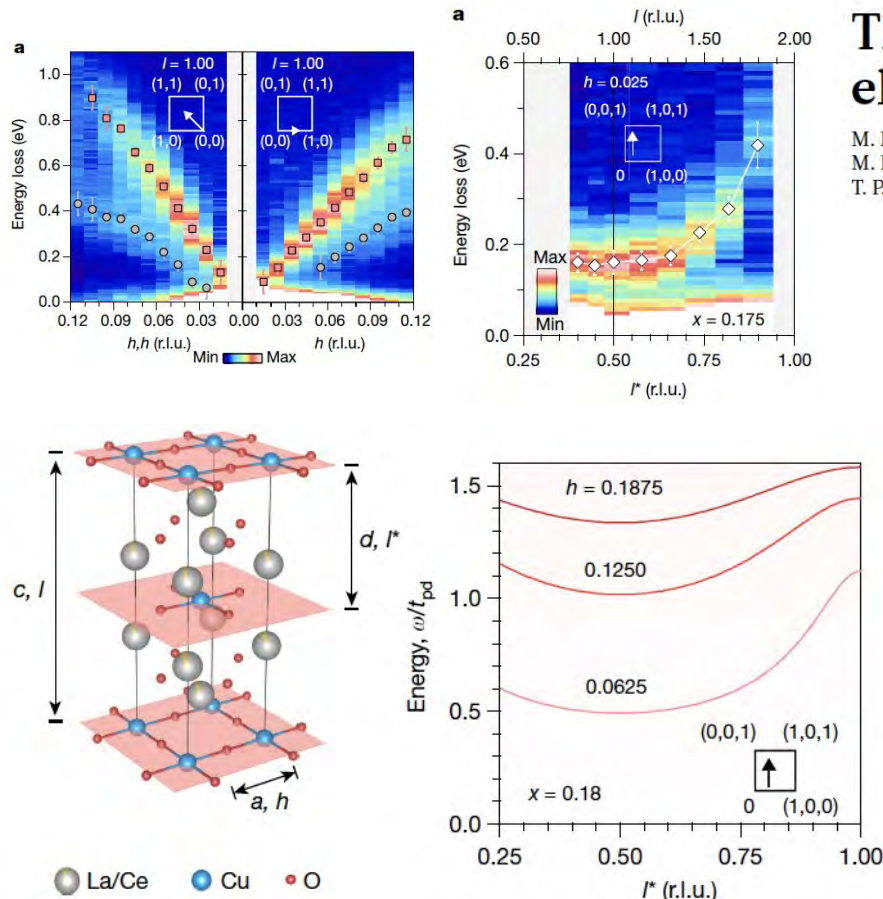 a
l = 1.00
(1,1) (0,1)
(1,0) (0,0)
l = 1.00
(0,1) (1,1)
(0,0) (1,0)
Energy loss (eV)
1.0
0.8
0.6
0.4
0.2
0.0
0.12 0.09 0.06 0.03 0.03 0.06 0.09 0.12
h,h (r.l.u.)
h (r.l.u.)
Min Max
a
l (r.l.u.)
0.50 1.00 1.50 2.00
h = 0.025
(0,0,1) (1,0,1)
0 (1,0,0)
Energy loss (eV)
0.6
0.4
0.2
0.0
Max
Min
x = 0.175
0.25 0.50 0.75 1.00
l* (r.l.u.)
el
T. P.
c, l
d, l*
a, h
La/Ce Cu O
Energy, ω/tpd
1.5
1.0
0.5
0.0
h = 0.1875
0.1250
0.0625
(0,0,1) (1,0,1)
0 (1,0,0)
x = 0.18
0.25 0.50 0.75 1.00
l* (r.l.u.)